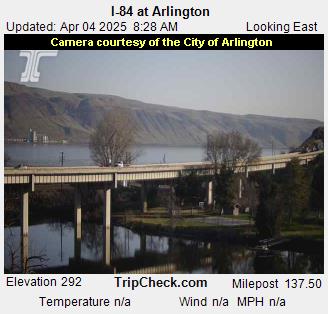 I-84 at Arlington
Updated: Apr 04 2025 8:28 AM Looking East
Camera courtesy of the City of Arlington
Elevation 292 TripCheck.com Milepost 137.50
Temperature n/a Wind n/a MPH n/a